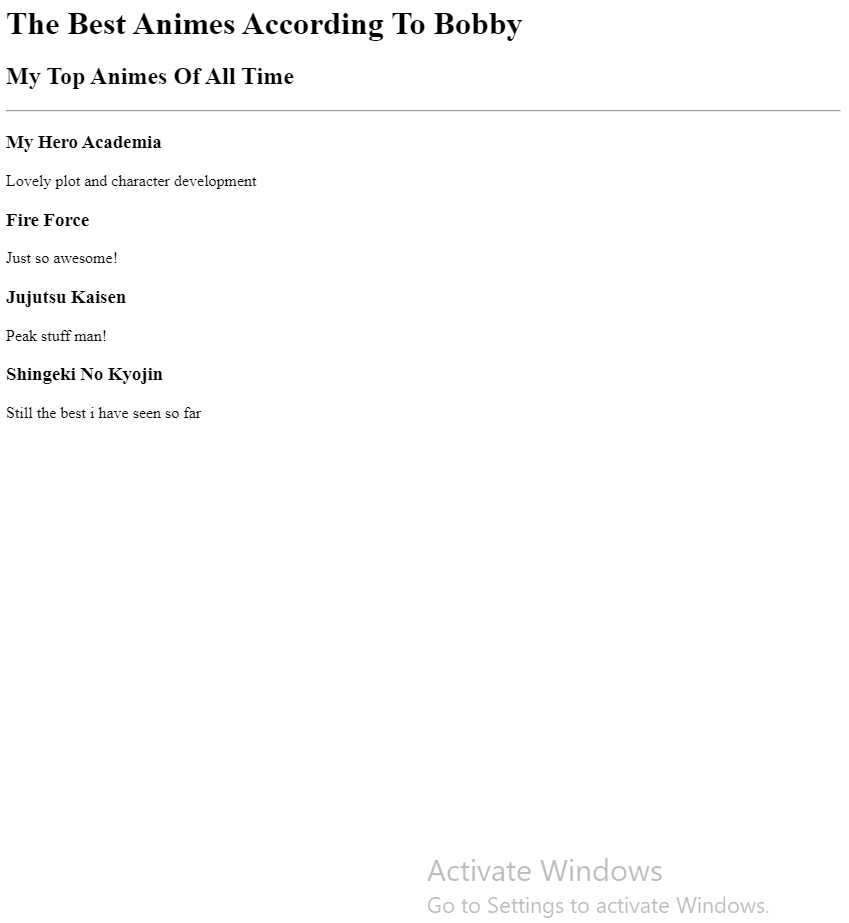 The Best Animes According To Bobby
My Top Animes Of All Time
My Hero Academia
Lovely plot and character development
Fire Force
Just so awesome!
Jujutsu Kaisen
Peak stuff man!
Shingeki No Kyojin
Still the best i have seen so far
Activate Windows
Go to Settings to activate Windows.